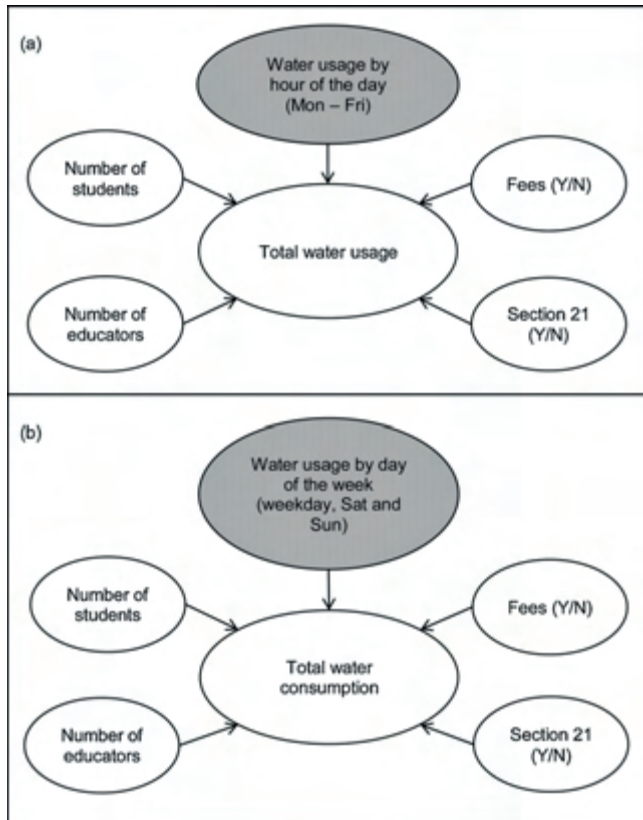 (a)
Water usage by
hour of the day
(Mon – Fri)
Number of
students
Fees (Y/N)
Total water usage
Number of
educators
Section 21
(Y/N)
(b)
Water usage by day
of the week
(weekday, Sat and
Sun)
Number of
students
Fees (Y/N)
Total water
consumption
Number of
educators
Section 21
(Y/N)